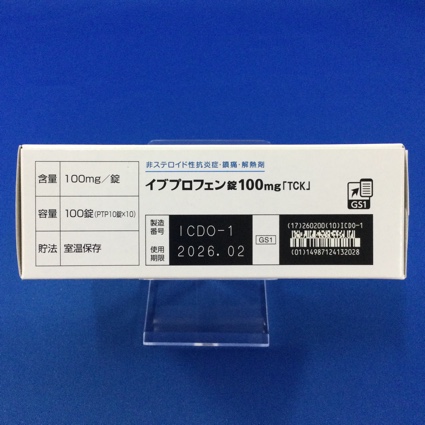 非ステロイド性抗炎症・鎮痛・解熱剤
イブプロフェン錠100mg「TCK」
含量 100mg/錠
容量 100錠(PTP10錠×10)
貯法 室温保存
製造番号 ICDO-1
使用期限 2026.02
GS1
GS1
(17)260200(10)ICDO-1
(01)14987124132028